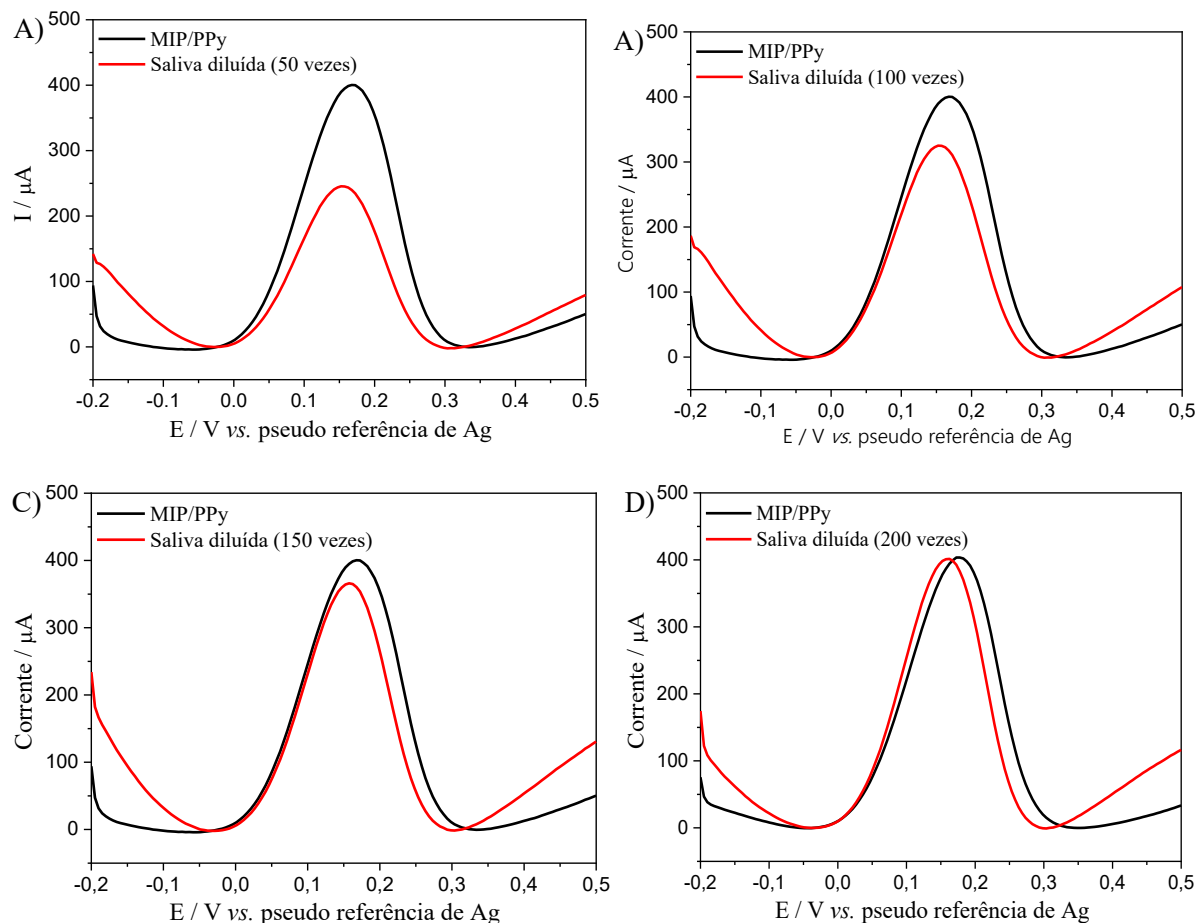 A)
500
400
300
200
100
0
I / μA
MIP/PPy
Saliva diluída (50 vezes)
-0.2 -0.1 0.0 0.1 0.2 0.3 0.4 0.5
E / V vs. pseudo referência de Ag
A)
500
400
300
200
100
0
Corrente / μA
MIP/PPy
Saliva diluída (100 vezes)
-0,2 -0,1 0,0 0,1 0,2 0,3 0,4 0,5
E / V vs. pseudo referência de Ag
C)
500
400
300
200
100
0
Corrente / μA
MIP/PPy
Saliva diluída (150 vezes)
-0,2 -0,1 0,0 0,1 0,2 0,3 0,4 0,5
E / V vs. pseudo referência de Ag
D)
500
400
300
200
100
0
Corrente / μA
MIP/PPy
Saliva diluída (200 vezes)
-0,2 -0,1 0,0 0,1 0,2 0,3 0,4 0,5
E / V vs. pseudo referência de Ag